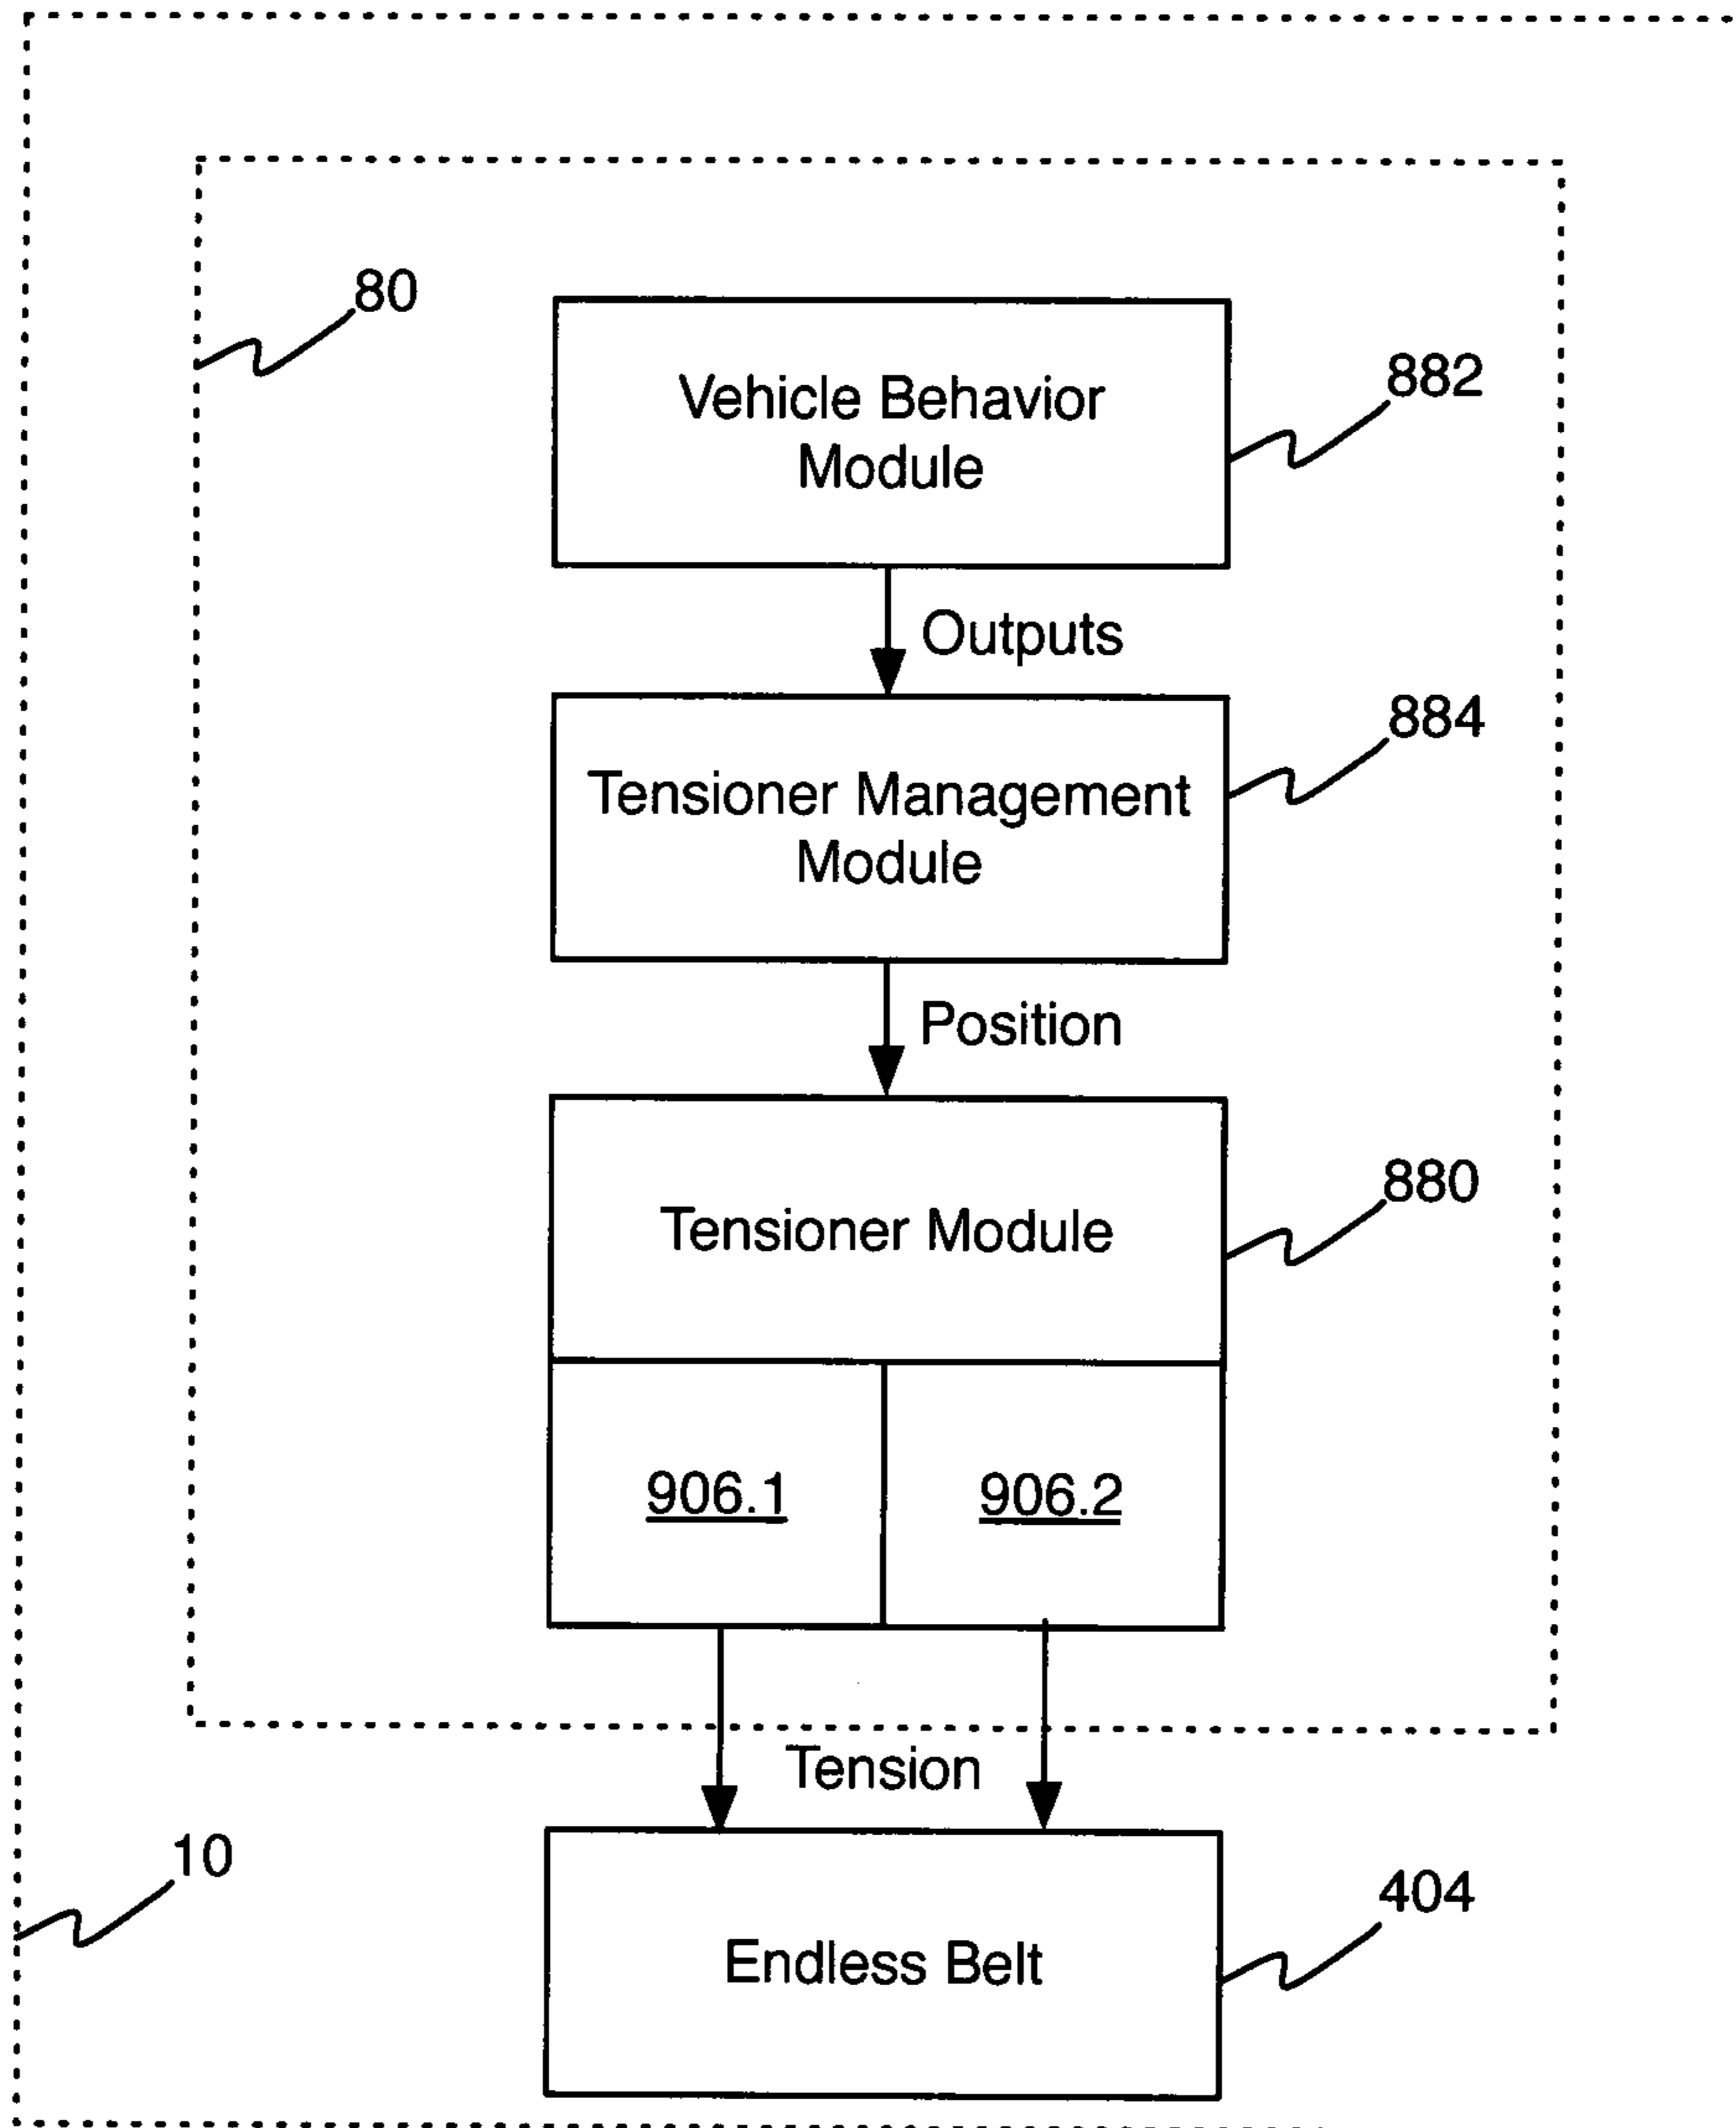 80
Vehicle Behavior
Module
882
Outputs
884
Tensioner Management
Module
Position
880
Tensioner Module
906.1
906.2
Tension
10
404
Endless Belt